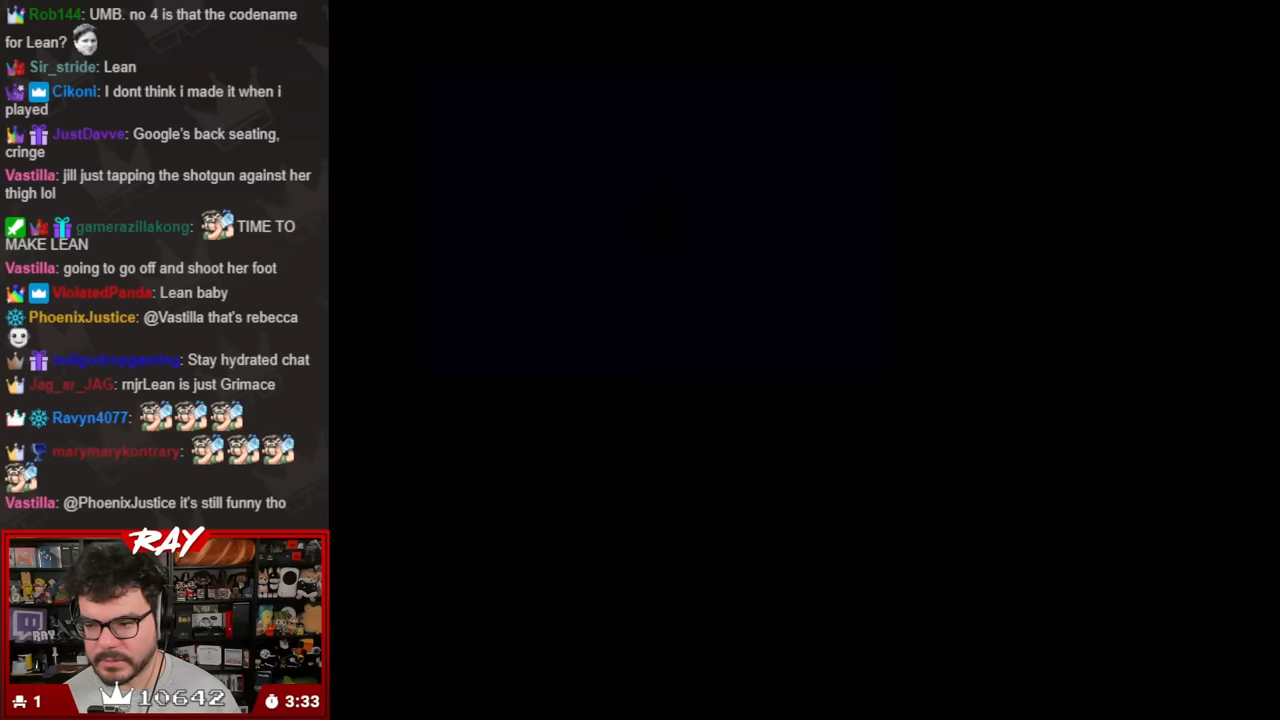 Rob144: UMB. no 4 is that the codename
for Lean?
Sir_stride: Lean
Cikoni: I dont think i made it when i
played
JustDavve: Google's back seating,
cringe
Vastilla: jill just tapping the shotgun against her
thigh lol
gamerazillakong: TIME TO
MAKE LEAN
Vastilla: going to go off and shoot her foot
ViolatedPanda: Lean baby
PhoenixJustice: @Vastilla that's rebecca
Stay hydrated chat
Jag_er_JAG: mjrLean is just Grimace
Ravyn4077:
marymarykontrary:
Vastilla: @PhoenixJustice it's still funny tho
RAY
RAY
1 10642 3:33